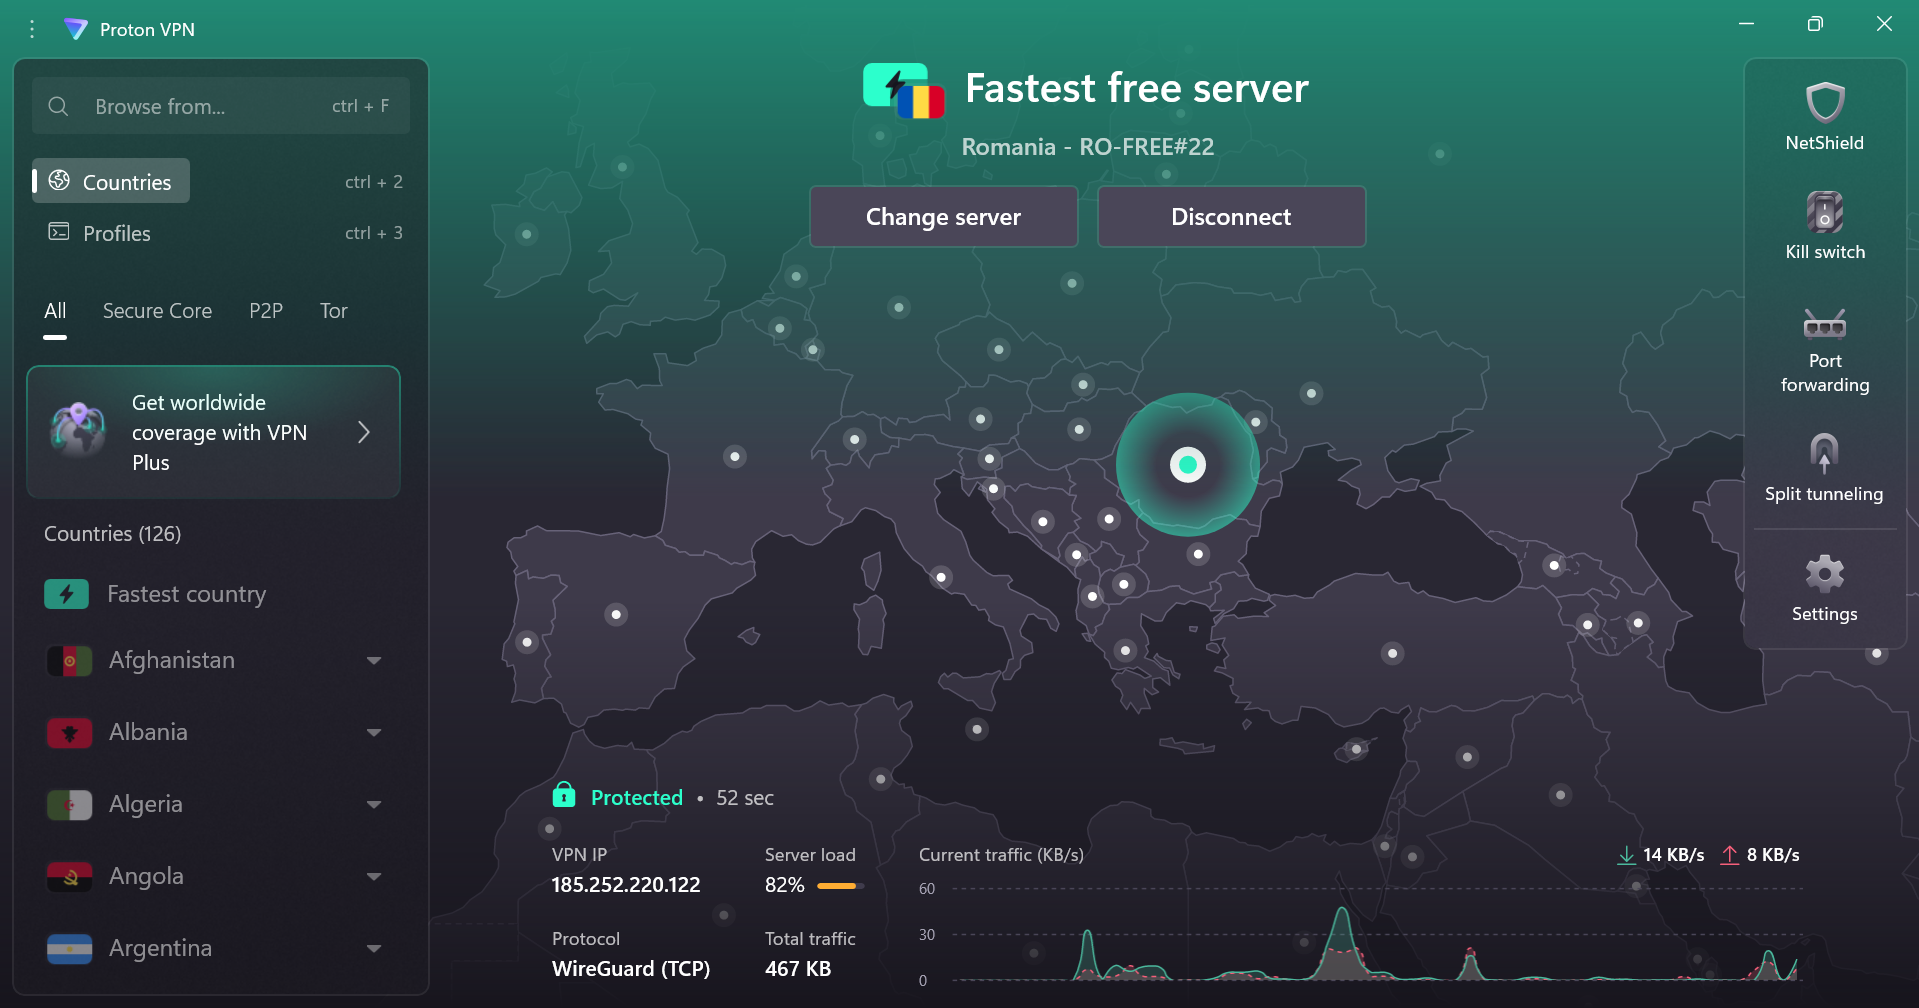 Proton VPN
Browse from...
ctrl + F
Countries
ctrl + 2
Profiles
ctrl + 3
All
Secure Core
P2P
Tor
Get worldwide
coverage with VPN
Plus
Countries (126)
Fastest country
Afghanistan
Albania
Algeria
Angola
Argentina
Fastest free server
Romania - RO-FREE#22
Change server
Disconnect
Protected • 52 sec
VPN IP
185.252.220.122
Server load
82%
Protocol
WireGuard (TCP)
Total traffic
467 KB
Current traffic (KB/s)
14 KB/s
8 KB/s
60
30
0
NetShield
Kill switch
Port
forwarding
Split tunneling
Settings